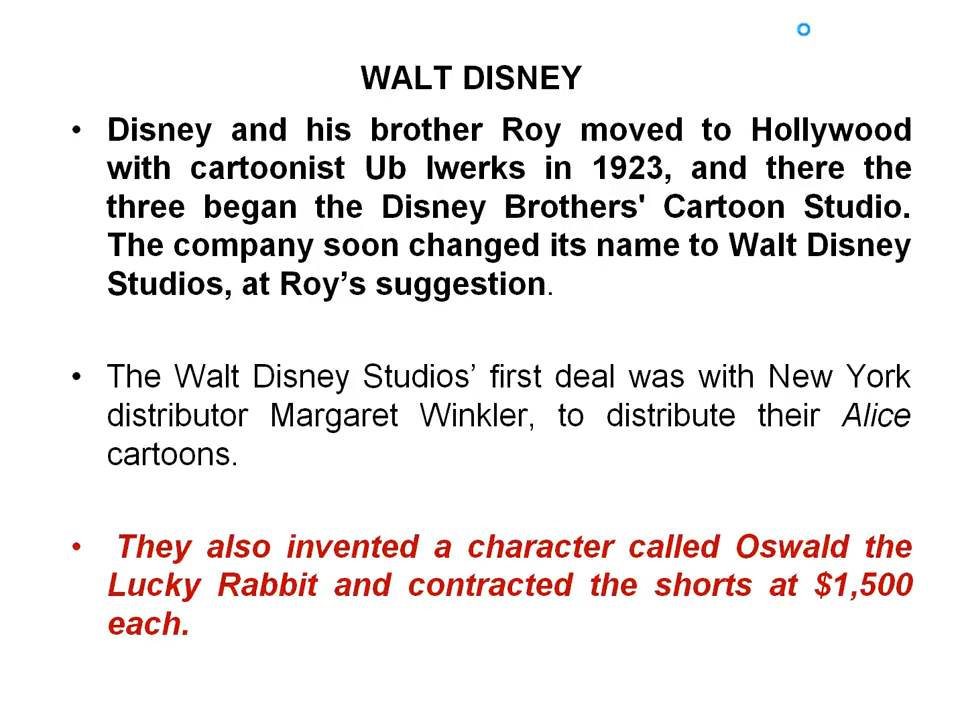 WALT DISNEY
• Disney and his brother Roy moved to Hollywood
with cartoonist Ub Iwerks in 1923, and there the
three began the Disney Brothers' Cartoon Studio.
The company soon changed its name to Walt Disney
Studios, at Roy’s suggestion.
• The Walt Disney Studios’ first deal was with New York
distributor Margaret Winkler, to distribute their Alice
cartoons.
• They also invented a character called Oswald the
Lucky Rabbit and contracted the shorts at $1,500
each.